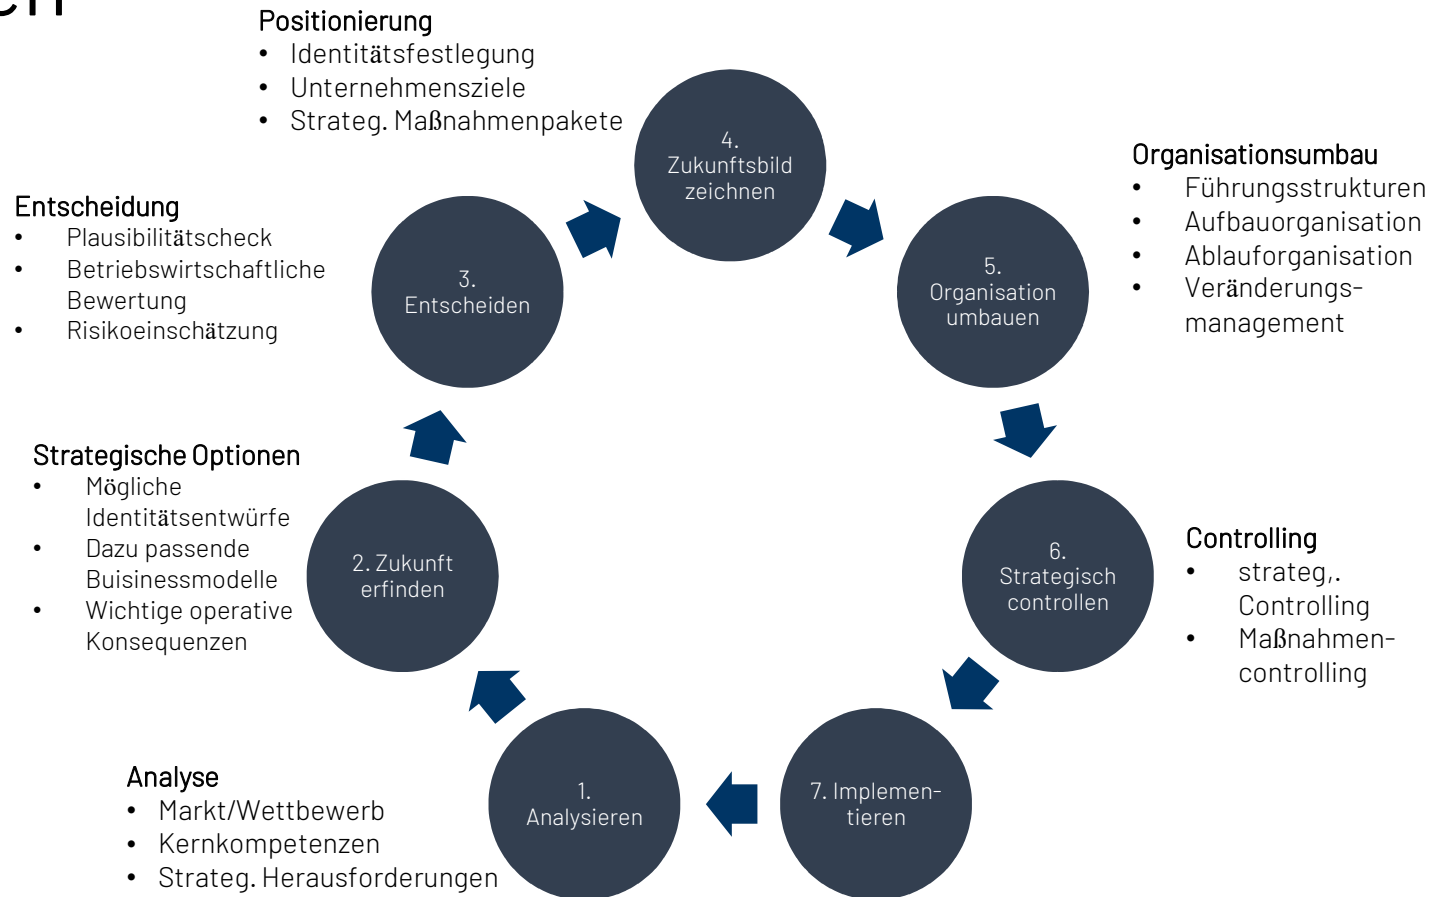 en
Positionierung
• Identitätsfestlegung
• Unternehmensziele
• Strateg. Maßnahmenpakete
4.
Zukunftsbild
zeichnen
Organisationsumbau
• Führungsstrukturen
• Aufbauorganisation
• Ablauforganisation
• Veränderungs-
management
Entscheidung
• Plausibilitätscheck
• Betriebswirtschaftliche
Bewertung
• Risikoeinschätzung
3.
Entscheiden
5.
Organisation
umbauen
Strategische Optionen
• Mögliche
Identitätsentwürfe
• Dazu passende
Buisinessmodelle
• Wichtige operative
Konsequenzen
2. Zukunft
erfinden
6.
Strategisch
controllen
Controlling
• strateg,.
Controlling
• Maßnahmen-
controlling
Analyse
• Markt/Wettbewerb
• Kernkompetenzen
• Strateg. Herausforderungen
1.
Analysieren
7. Implemen-
tieren